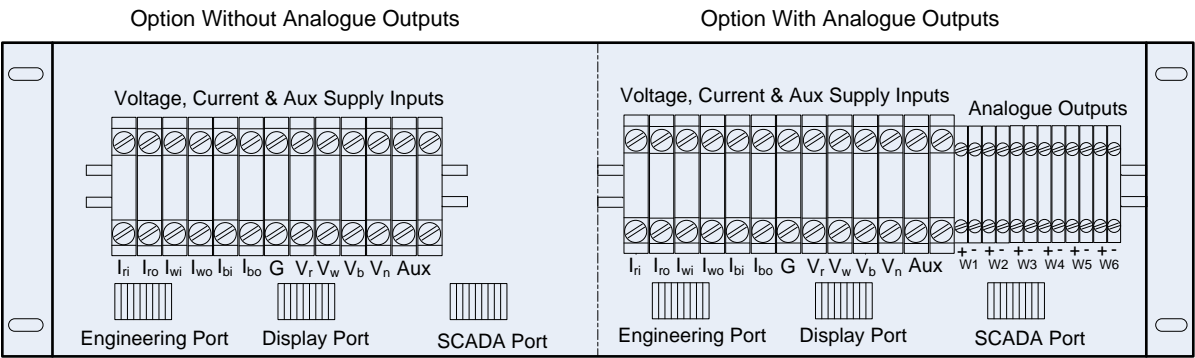 Option Without Analogue Outputs
Option With Analogue Outputs
Voltage, Current & Aux Supply Inputs
Iri Iro Iwi Iwo Ibi Ibo G Vr Vw Vb Vn Aux
Engineering Port
Display Port
SCADA Port
Voltage, Current & Aux Supply Inputs
Analogue Outputs
Iri Iro Iwi Iwo Ibi Ibo G Vr Vw Vb Vn Aux
+ - + - + - + - + - + -
W1 W2 W3 W4 W5 W6
Engineering Port
Display Port
SCADA Port